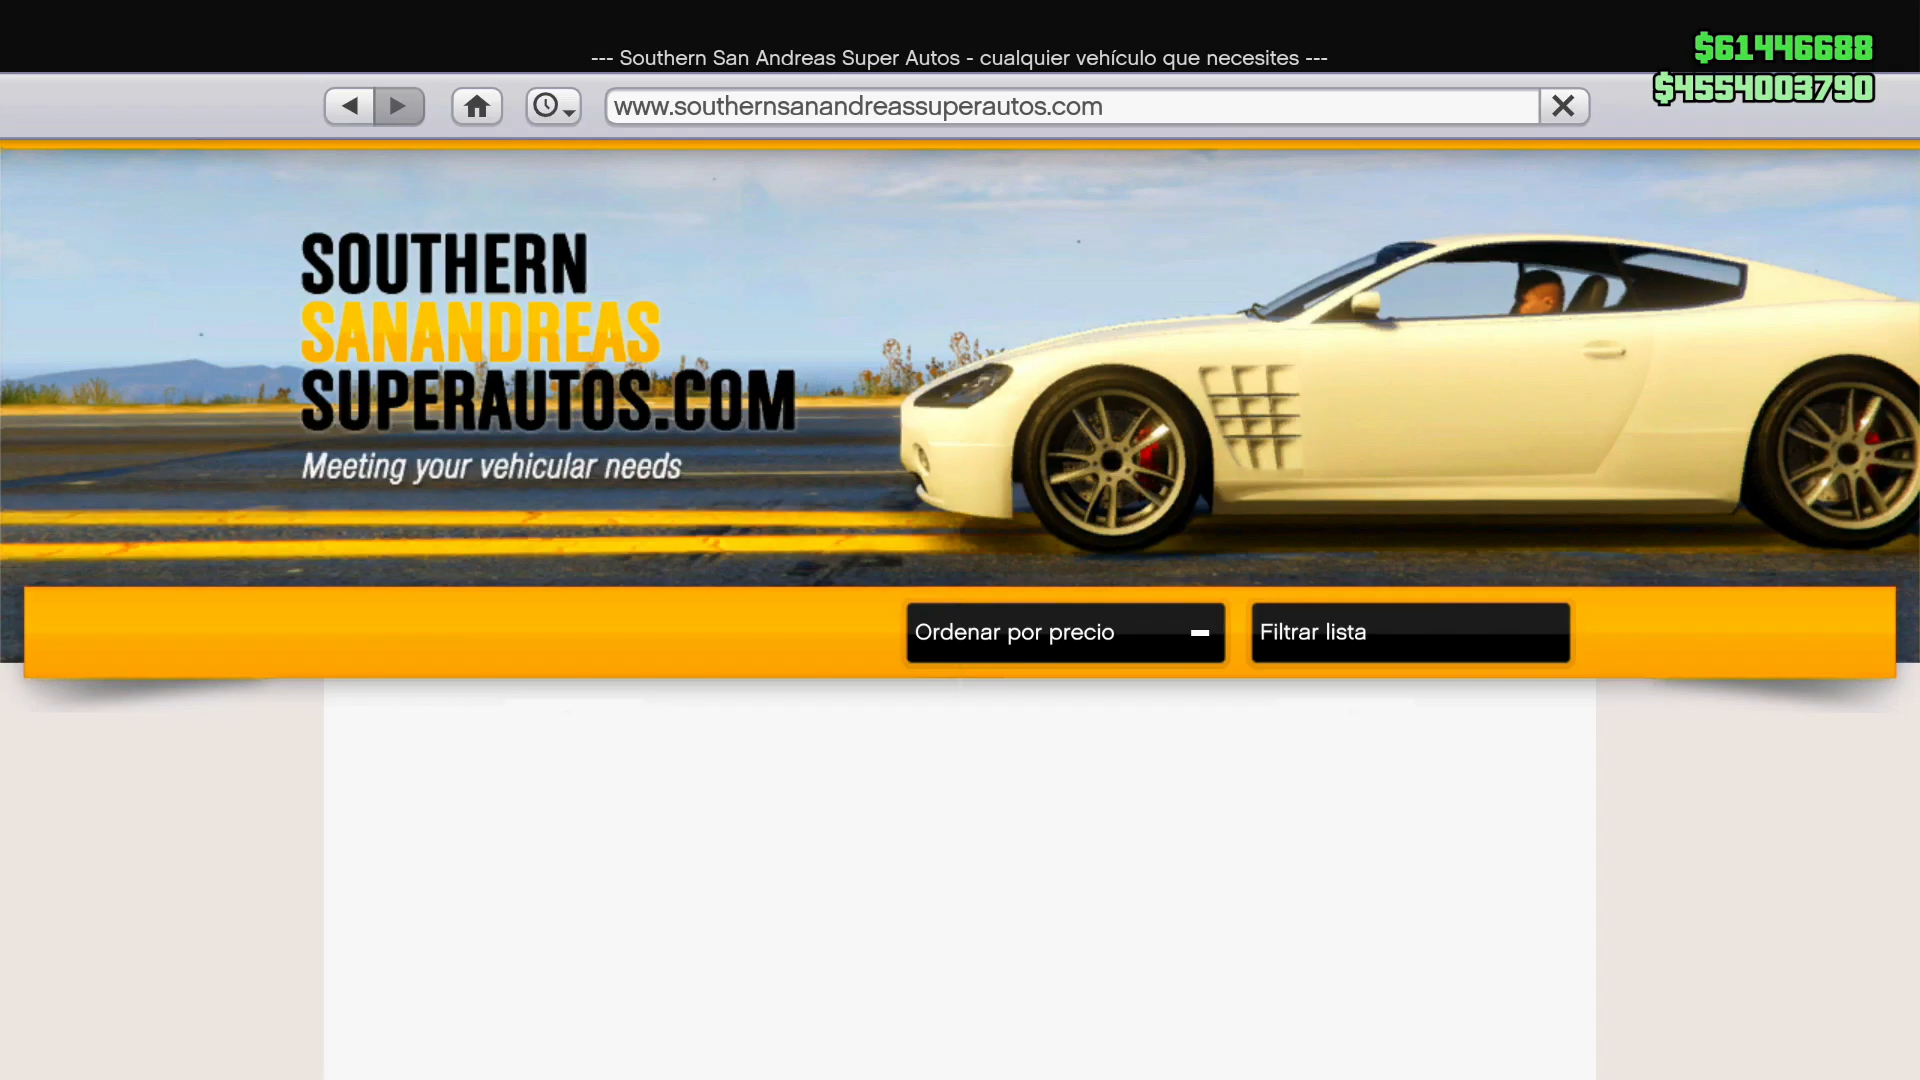 --- Southern San Andreas Super Autos - cualquier vehículo que necesites ---
$61446688
$4554003790
www.southernsanandreassuperautos.com
SOUTHERN
SANANDREAS
SUPERAUTOS.COM
Meeting your vehicular needs
Ordenar por precio
Filtrar lista